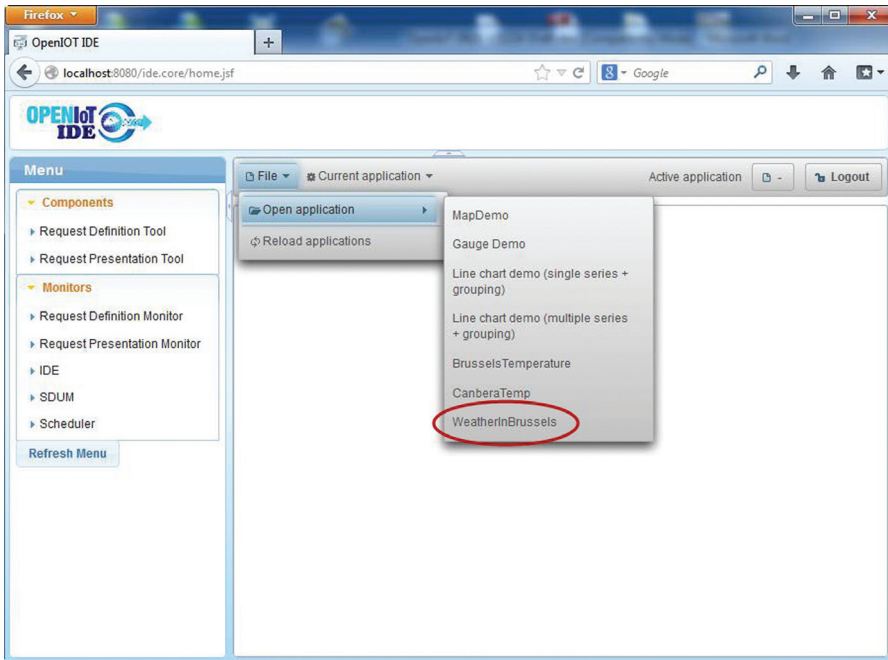 Firefox
OpenIOT IDE
localhost:8080/ide.core/home.jsf
Google
OPENIoT
IDE
Menu
Components
Request Definition Tool
Request Presentation Tool
Monitors
Request Definition Monitor
Request Presentation Monitor
IDE
SDUM
Scheduler
Refresh Menu
File
Current application
Active application
-
Logout
Open application
Reload applications
MapDemo
Gauge Demo
Line chart demo (single series +
grouping)
Line chart demo (multiple series
+ grouping)
BrusselsTemperature
CanberaTemp
WeatherInBrussels